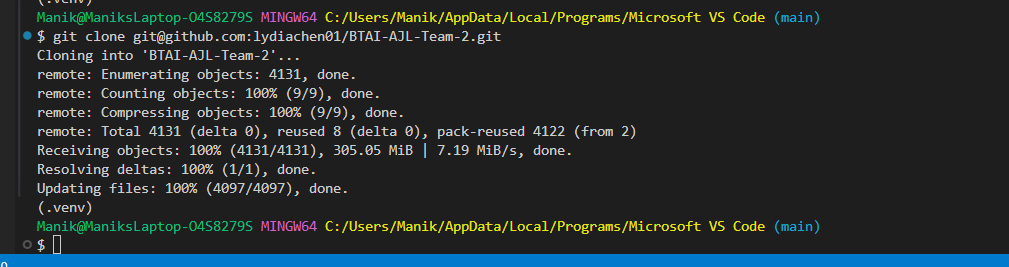 (.venv)
Manik@ManiksLaptop-O4S8279S MINGW64 C:/Users/Manik/AppData/Local/Programs/Microsoft VS Code (main)
$ git clone git@github.com:lydiachen01/BTAI-AJL-Team-2.git
Cloning into 'BTAI-AJL-Team-2'...
remote: Enumerating objects: 4131, done.
remote: Counting objects: 100% (9/9), done.
remote: Compressing objects: 100% (9/9), done.
remote: Total 4131 (delta 0), reused 8 (delta 0), pack-reused 4122 (from 2)
Receiving objects: 100% (4131/4131), 305.05 MiB | 7.19 MiB/s, done.
Resolving deltas: 100% (1/1), done.
Updating files: 100% (4097/4097), done.
(.venv)
Manik@ManiksLaptop-O4S8279S MINGW64 C:/Users/Manik/AppData/Local/Programs/Microsoft VS Code (main)
$